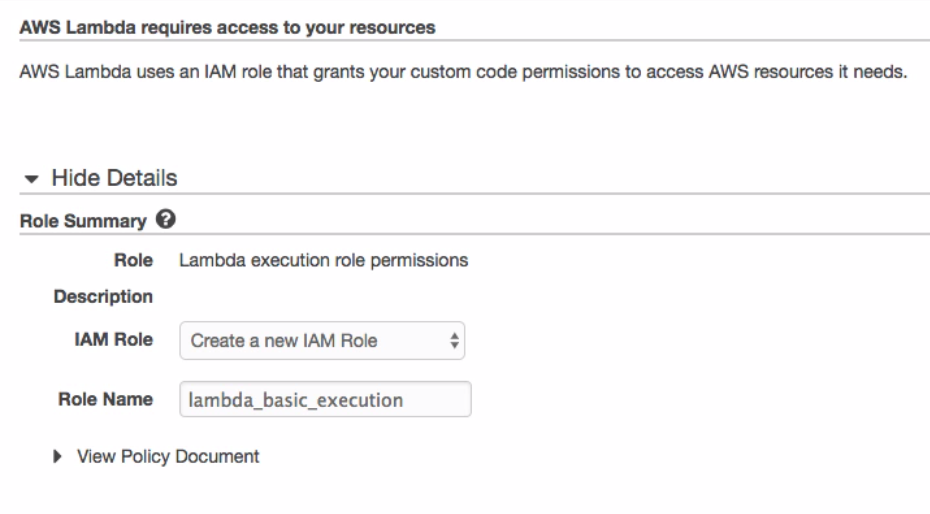 AWS Lambda requires access to your resources
AWS Lambda uses an IAM role that grants your custom code permissions to access AWS resources it needs.
Hide Details
Role Summary ?
Role Lambda execution role permissions
Description
IAM Role Create a new IAM Role
Role Name lambda_basic_execution
View Policy Document